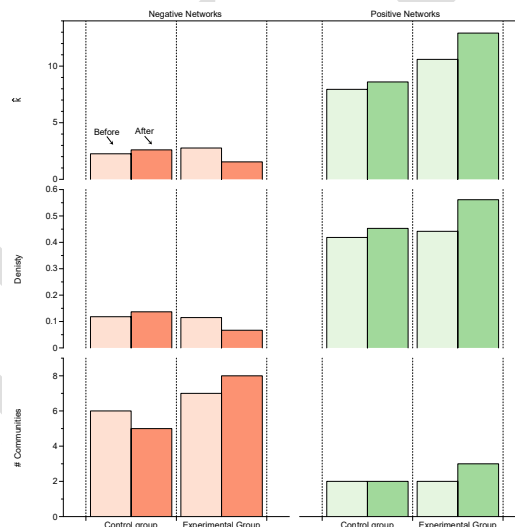 Negative Networks
Positive Networks
10
5
0
k̂
Before
After
0.6
0.5
0.4
0.3
0.2
0.1
0
Denisty
8
6
4
2
0
# Communities
Control group
Experimental Group
Control group
Experimental Group